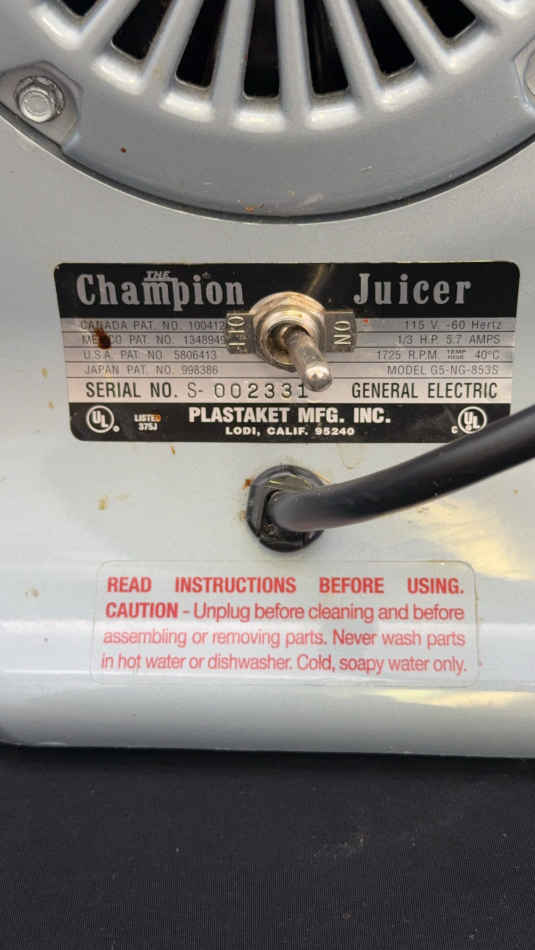 THE
Champion® Juicer
CANADA PAT. NO. 100412
115 V. -60 Hertz
MEXICO PAT. NO. 1348949
1/3 H.P. 5.7 AMPS
U.S.A. PAT. NO. 5806413
1725 R.P.M. TEMP RISE 40°C
JAPAN PAT. NO. 998386
MODEL G5-NG-853S
OFF
ON
SERIAL NO. S- 002331
GENERAL ELECTRIC
UL
LISTED
375J
PLASTAKET MFG. INC.
LODI, CALIF. 95240
C UL
READ INSTRUCTIONS BEFORE USING.
CAUTION - Unplug before cleaning and before
assembling or removing parts. Never wash parts
in hot water or dishwasher. Cold, soapy water only.